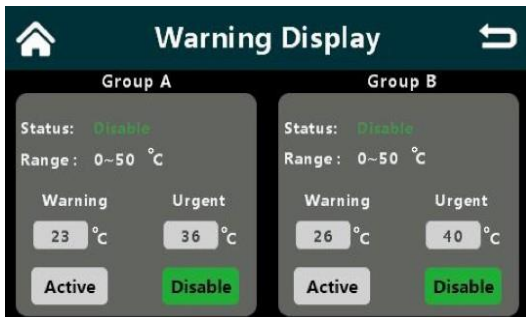 Warning Display
Group A
Status: Disable
Range: 0~50 °C
Warning Urgent
23 °C 36 °C
Active Disable
Group B
Status: Disable
Range: 0~50 °C
Warning Urgent
26 °C 40 °C
Active Disable